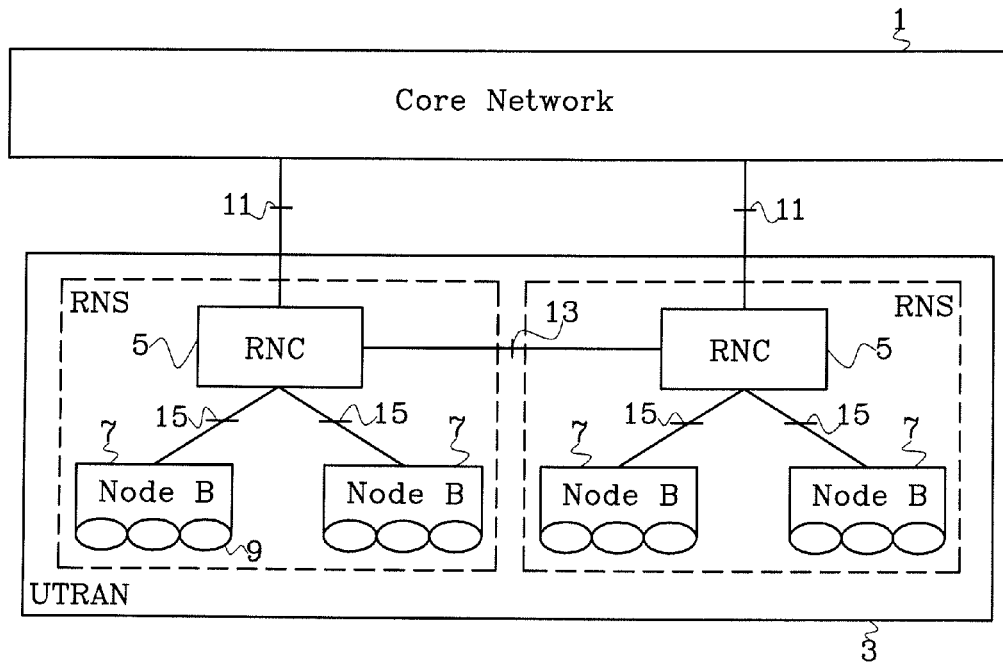 1
Core Network
11
11
RNS
RNS
13
5
RNC
RNC
5
15
15
15
15
7
7
7
7
Node B
Node B
Node B
Node B
9
UTRAN
3